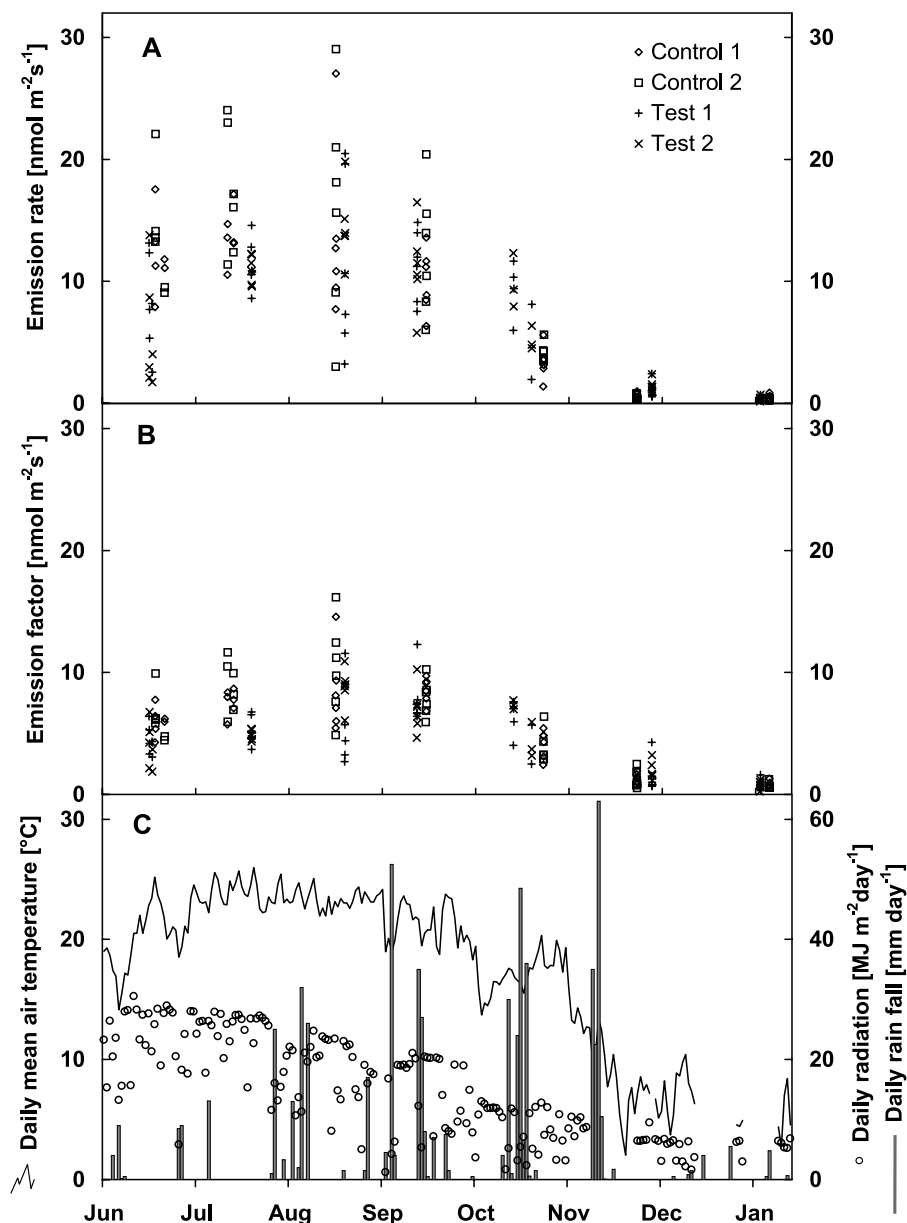 A
Emission rate [nmol m⁻²s⁻¹]
30
20
10
0
30
20
10
0
Control 1
Control 2
Test 1
Test 2
B
Emission factor [nmol m⁻²s⁻¹]
30
20
10
0
30
20
10
0
C
Daily mean air temperature [°C]
30
20
10
0
60
40
20
0
Daily radiation [MJ m⁻²day⁻¹]
Daily rain fall [mm day⁻¹]
Jun Jul Aug Sep Oct Nov Dec Jan